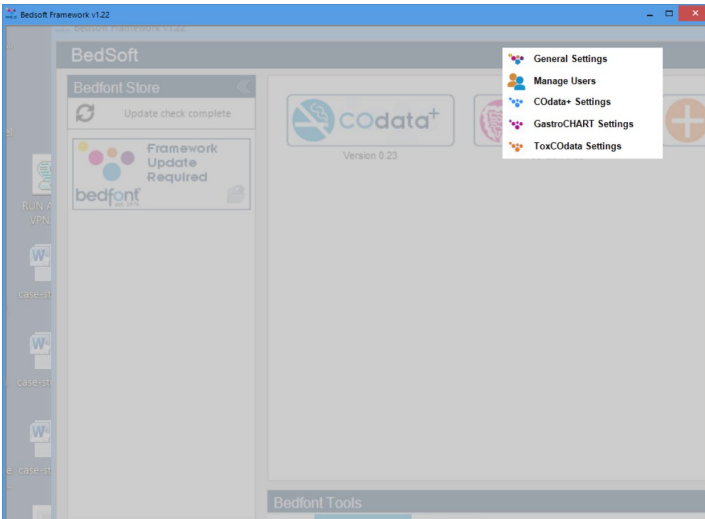 Bedsoft Framework v1.22
Bedsoft Framework v1.22
BedSoft
Bedfont Store
Update check complete
Framework
Update
Required
bedfont
COdata+
Version 0.23
General Settings
Manage Users
COdata+ Settings
GastroCHART Settings
ToxCOdata Settings
RUN A
VPN
case-st
case-st
case-st
Bedfont Tools